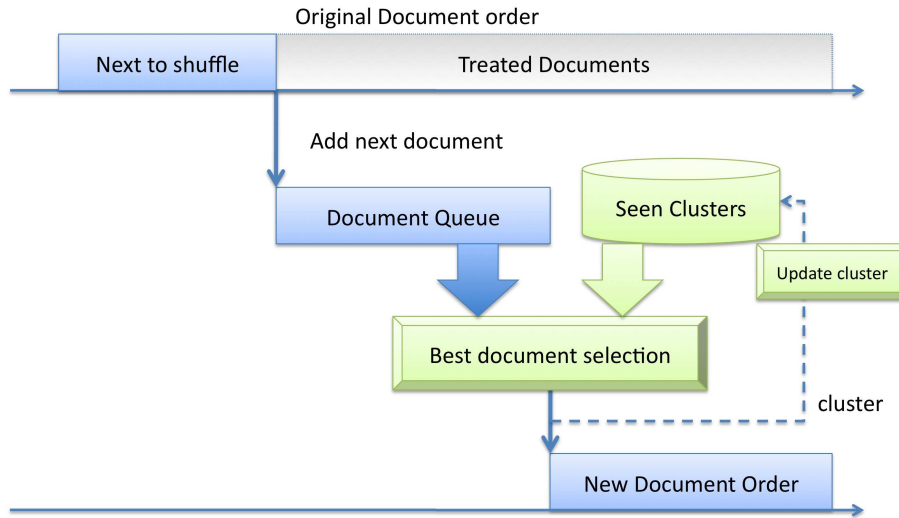 Original Document order
Next to shuffle
Treated Documents
Add next document
Document Queue
Seen Clusters
Update cluster
Best document selection
cluster
New Document Order